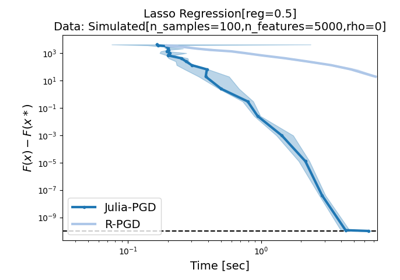 Lasso Regression[reg=0.5]
Data: Simulated[n_samples=100,n_features=5000,rho=0]
F(x) − F(x*)
10³
10¹
10⁻¹
10⁻³
10⁻⁵
10⁻⁷
10⁻⁹
Julia-PGD
R-PGD
10⁻¹
10⁰
Time [sec]